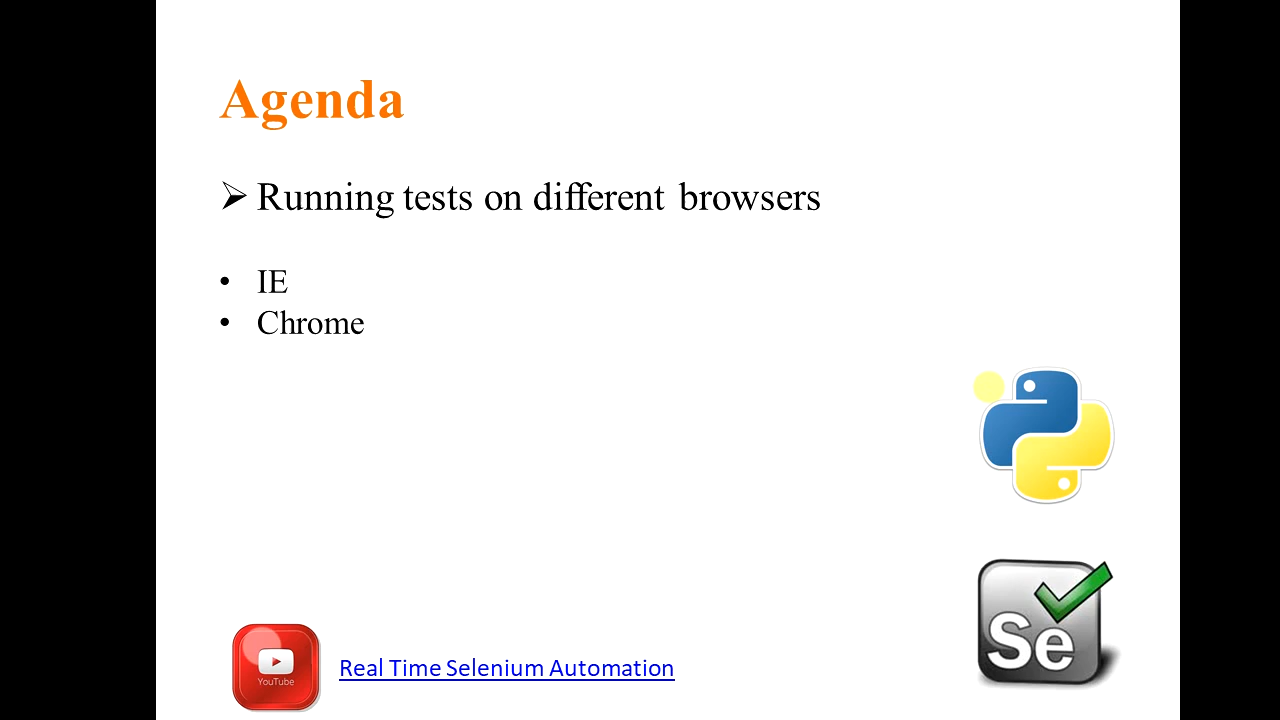 Agenda
➢ Running tests on different browsers
• IE
• Chrome
Se
YouTube
Real Time Selenium Automation